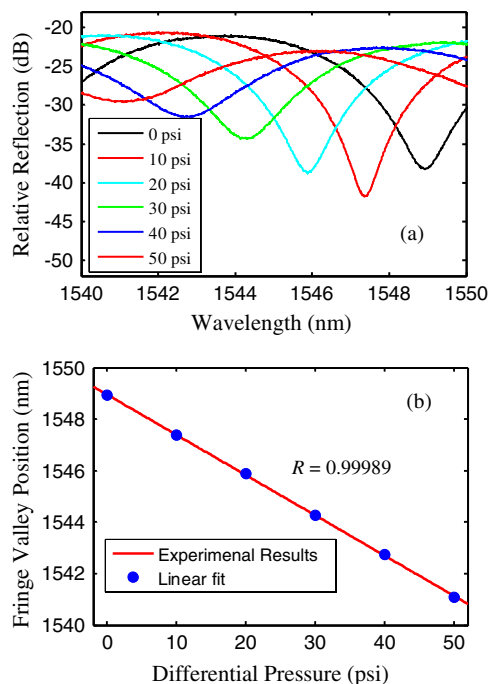 Relative Reflection (dB)
-20
-25
-30
-35
-40
-45
-50
0 psi
10 psi
20 psi
30 psi
40 psi
50 psi
(a)
1540
1542
1544
1546
1548
1550
Wavelength (nm)
Fringe Valley Position (nm)
1550
1548
1546
1544
1542
1540
(b)
R = 0.99989
Experimenal Results
Linear fit
0
10
20
30
40
50
Differential Pressure (psi)